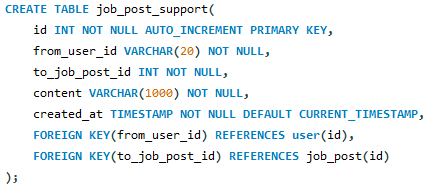 CREATE TABLE job_post_support(
    id INT NOT NULL AUTO_INCREMENT PRIMARY KEY,
    from_user_id VARCHAR(20) NOT NULL,
    to_job_post_id INT NOT NULL,
    content VARCHAR(1000) NOT NULL,
    created_at TIMESTAMP NOT NULL DEFAULT CURRENT_TIMESTAMP,
    FOREIGN KEY(from_user_id) REFERENCES user(id),
    FOREIGN KEY(to_job_post_id) REFERENCES job_post(id)
);